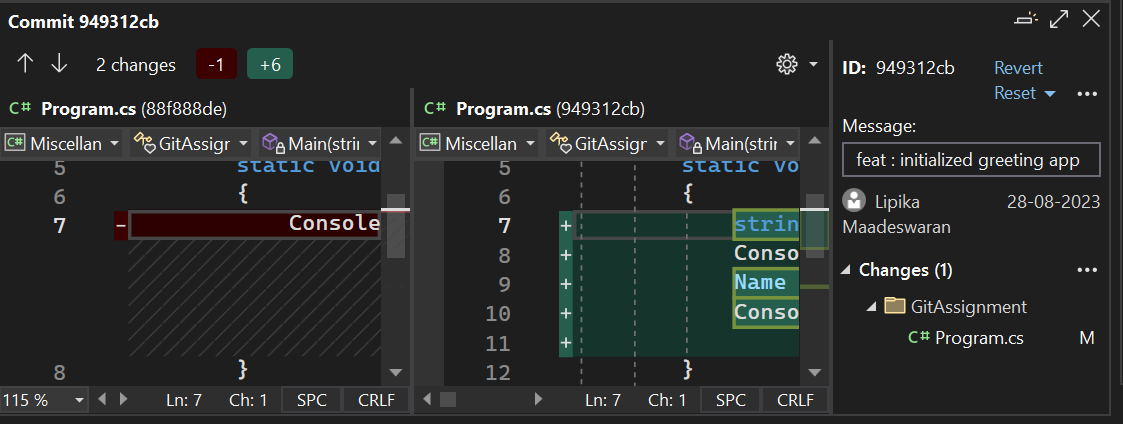 Commit 949312cb
2 changes -1 +6
C# Program.cs (88f888de)
C# Miscellan GitAssigr Main(strir
5 static void
6 {
7 - Console
8 }
115 % Ln: 7 Ch: 1 SPC CRLF
C# Program.cs (949312cb)
C# Miscellan GitAssigr Main(strir
5 static vo
6 {
7 + strin
8 + Conso
9 + Name
10 + Conso
11 +
12 }
Ln: 7 Ch: 1 SPC CRLF
ID: 949312cb Revert
Reset
Message:
feat : initialized greeting app
Lipika 28-08-2023
Maadeswaran
Changes (1)
GitAssignment
C# Program.cs M